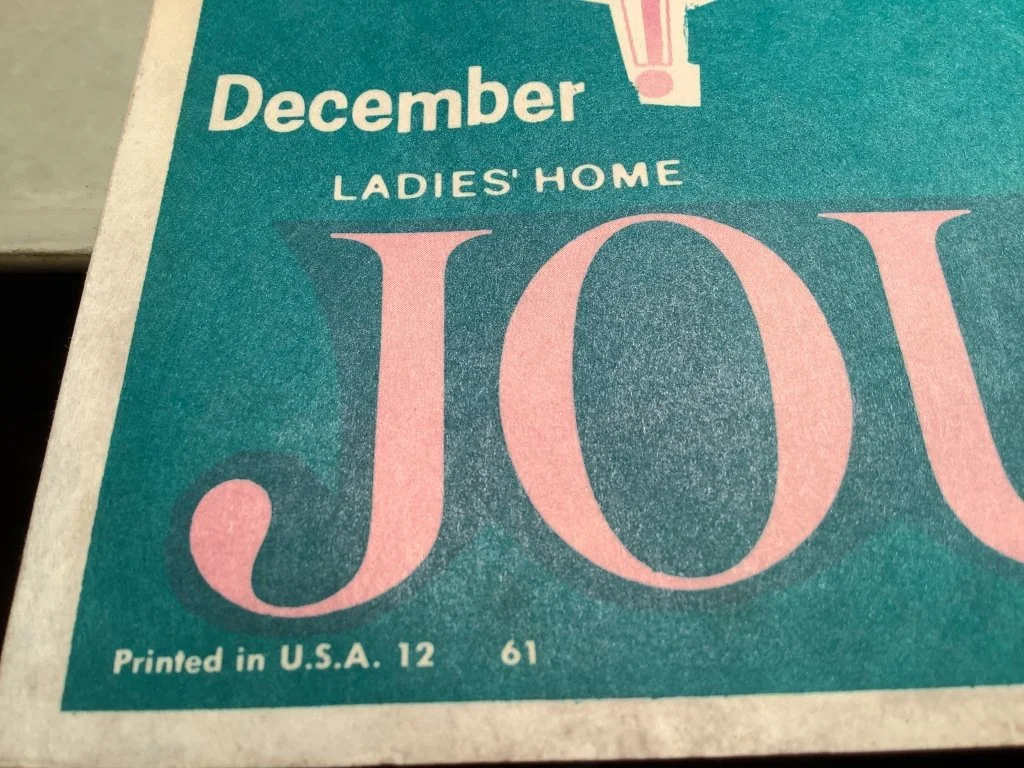 December
LADIES' HOME
JOU
Printed in U.S.A. 12 61